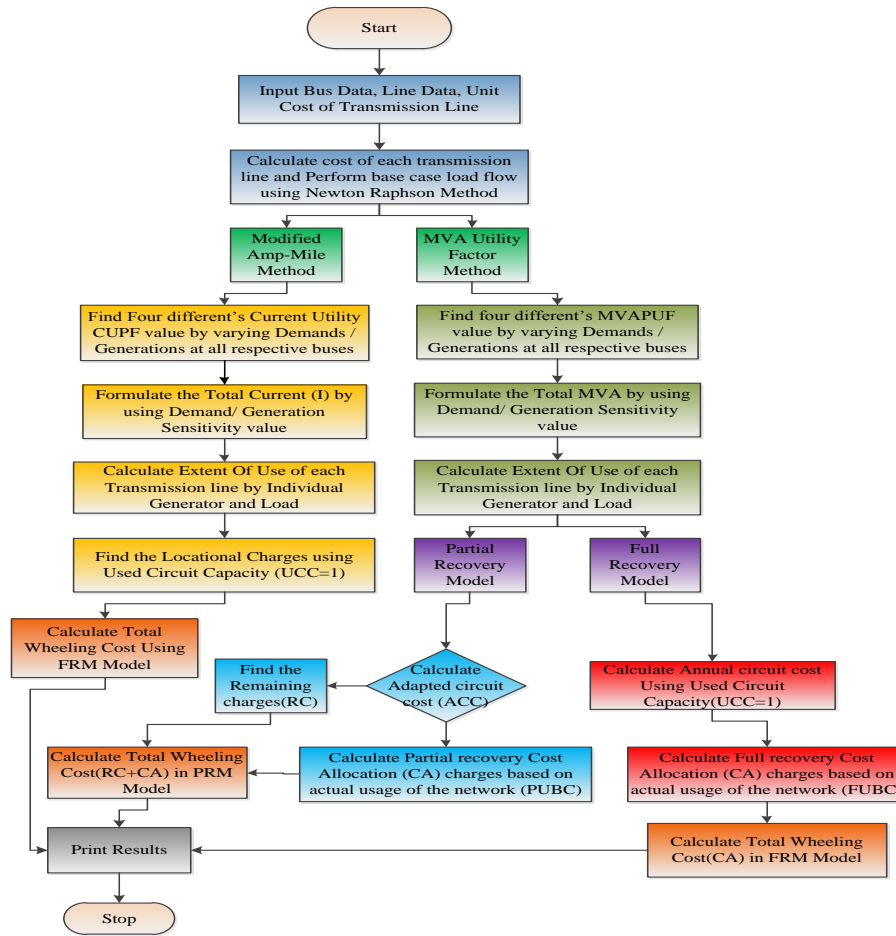 Start
Input Bus Data, Line Data, Unit
Cost of Transmission Line
Calculate cost of each transmission
line and Perform base case load flow
using Newton Raphson Method
Modified
Amp-Mile
Method
MVA Utility
Factor
Method
Find Four different's Current Utility
CUPF value by varying Demands /
Generations at all respective buses
Find four different's MVAPUF
value by varying Demands /
Generations at all respective buses
Formulate the Total Current (I) by
using Demand/ Generation
Sensitivity value
Formulate the Total MVA by using
Demand/ Generation Sensitivity
value
Calculate Extent Of Use of each
Transmission line by Individual
Generator and Load
Calculate Extent Of Use of each
Transmission line by Individual
Generator and Load
Find the Locational Charges using
Used Circuit Capacity (UCC=1)
Partial
Recovery
Model
Full
Recovery
Model
Calculate Total
Wheeling Cost Using
FRM Model
Find the
Remaining
charges(RC)
Calculate
Adapted circuit
cost (ACC)
Calculate Annual circuit cost
Using Used Circuit
Capacity(UCC=1)
Calculate Total Wheeling
Cost(RC+CA) in PRM
Model
Calculate Partial recovery Cost
Allocation (CA) charges based on
actual usage of the network (PUBC)
Calculate Full recovery Cost
Allocation (CA) charges based on
actual usage of the network (FUBC)
Print Results
Calculate Total Wheeling
Cost(CA) in FRM Model
Stop